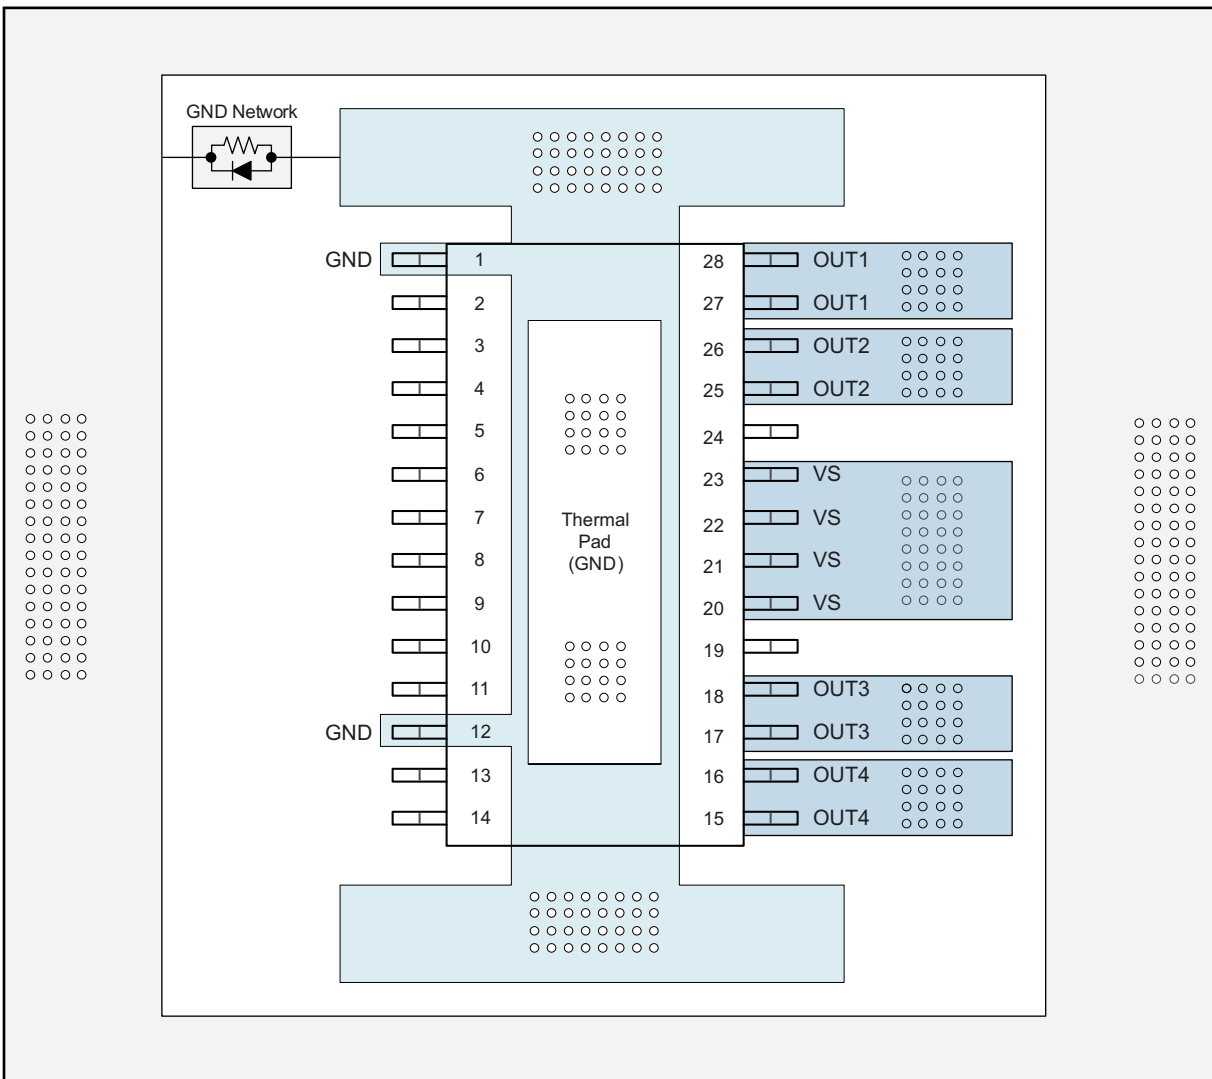 GND Network
GND 1 28 OUT1
2 27 OUT1
3 26 OUT2
4 25 OUT2
5 24
6 23 VS
7 22 VS
8 21 VS
9 20 VS
10 19
11 18 OUT3
GND 12 17 OUT3
13 16 OUT4
14 15 OUT4
Thermal
Pad
(GND)